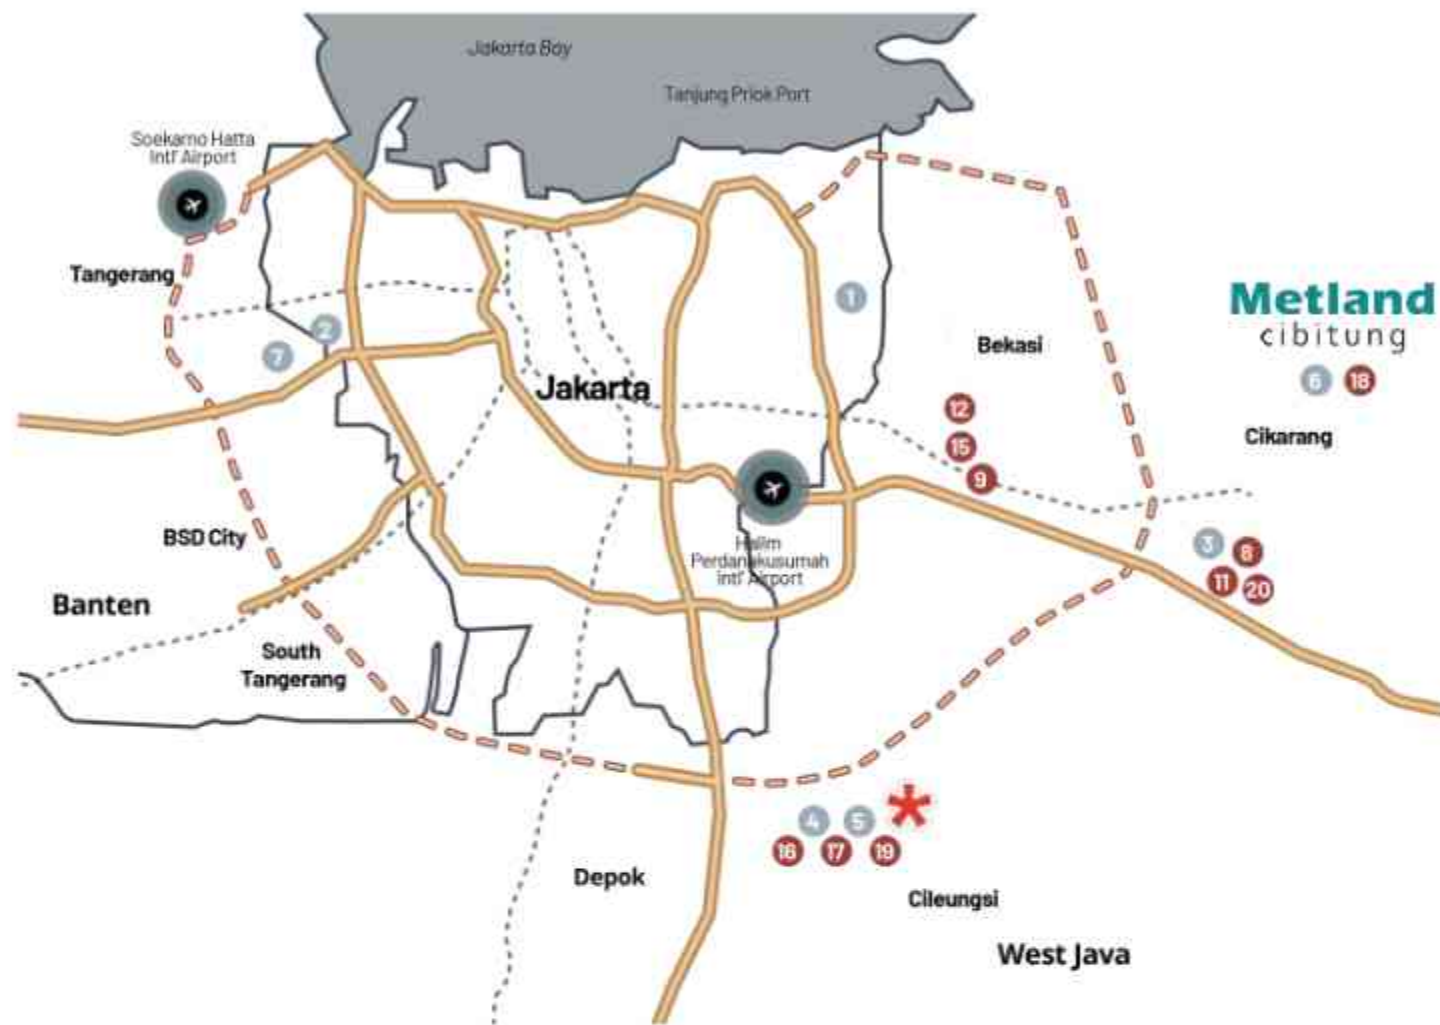 Jakarta Bay
Tanjung Priok Port
Soekarno Hatta
Intl' Airport
Tangerang
1
Metland
cibitung
2
Bekasi
7
6 18
Jakarta
12
Cikarang
15
9
BSD City
3 8
Halim
Perdanakusumah
intl' Airport
11 20
Banten
South
Tangerang
4 5
16 17 19
Depok
Cileungsi
West Java